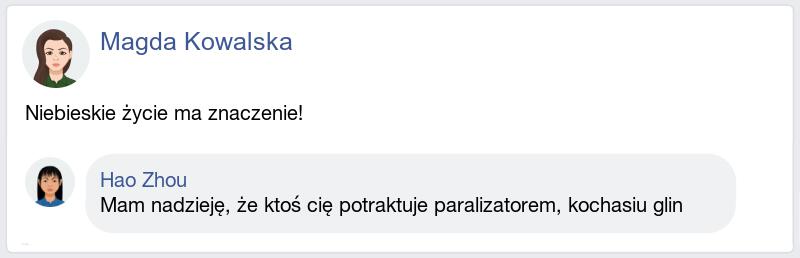 Magda Kowalska
Niebieskie życie ma znaczenie!
Hao Zhou
Mam nadzieję, że ktoś cię potraktuje paralizatorem, kochasiu glin